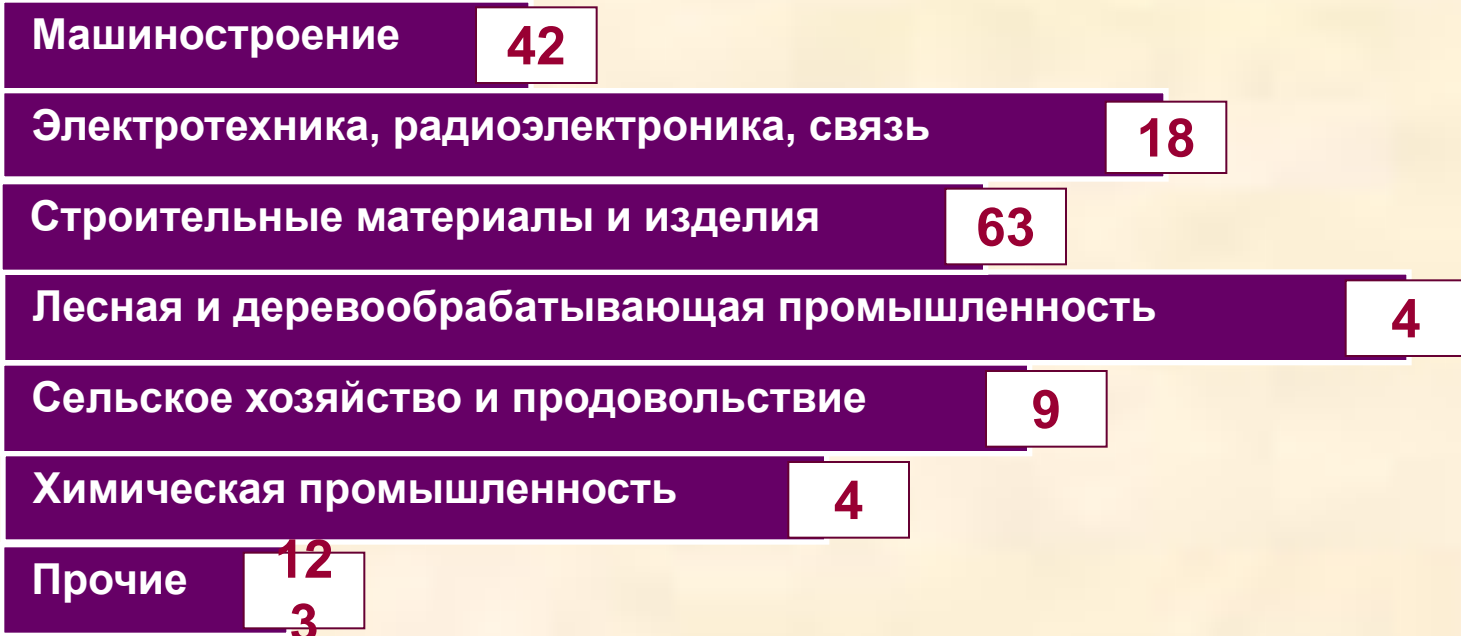 Машиностроение 42
Электротехника, радиоэлектроника, связь 18
Строительные материалы и изделия 63
Лесная и деревообрабатывающая промышленность 4
Сельское хозяйство и продовольствие 9
Химическая промышленность 4
Прочие 12
3